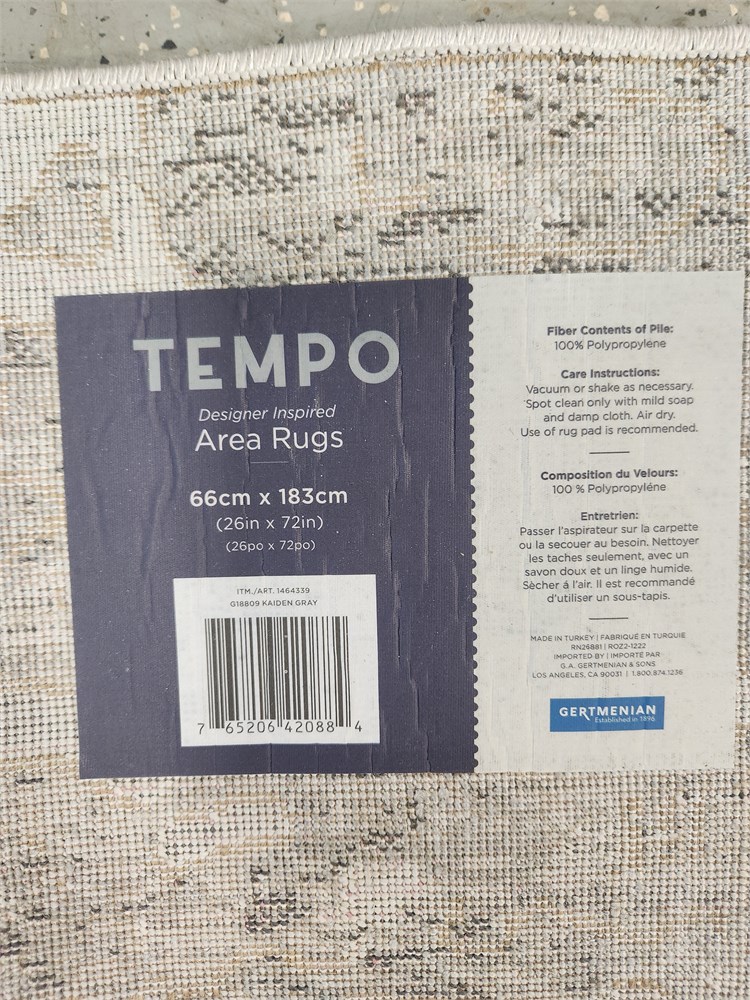 TEMPO
Designer Inspired
Area Rugs
66cm x 183cm
(26in x 72in)
(26po x 72po)
ITM./ART. 1464339
G18809 KAIDEN GRAY
7 65206 42088 4
Fiber Contents of Pile:
100% Polypropyléne
Care Instructions:
Vacuum or shake as necessary.
Spot clean only with mild soap
and damp cloth. Air dry.
Use of rug pad is recommended.
Composition du Velours:
100 % Polypropyléne
Entretrien:
Passer l'aspirateur sur la carpette
ou la secouer au besoin. Nettoyer
les taches seulement, avec un
savon doux et un linge humide.
Sècher á l'air. Il est recommandé
d'utiliser un sous-tapis.
MADE IN TURKEY | FABRIQUÉ EN TURQUIE
RN26881 | ROZ2-1222
IMPORTED BY | IMPORTÉ PAR
G.A. GERTMENIAN & SONS
LOS ANGELES, CA 90031 | 1.800.874.1236
GERTMENIAN
Established in 1896